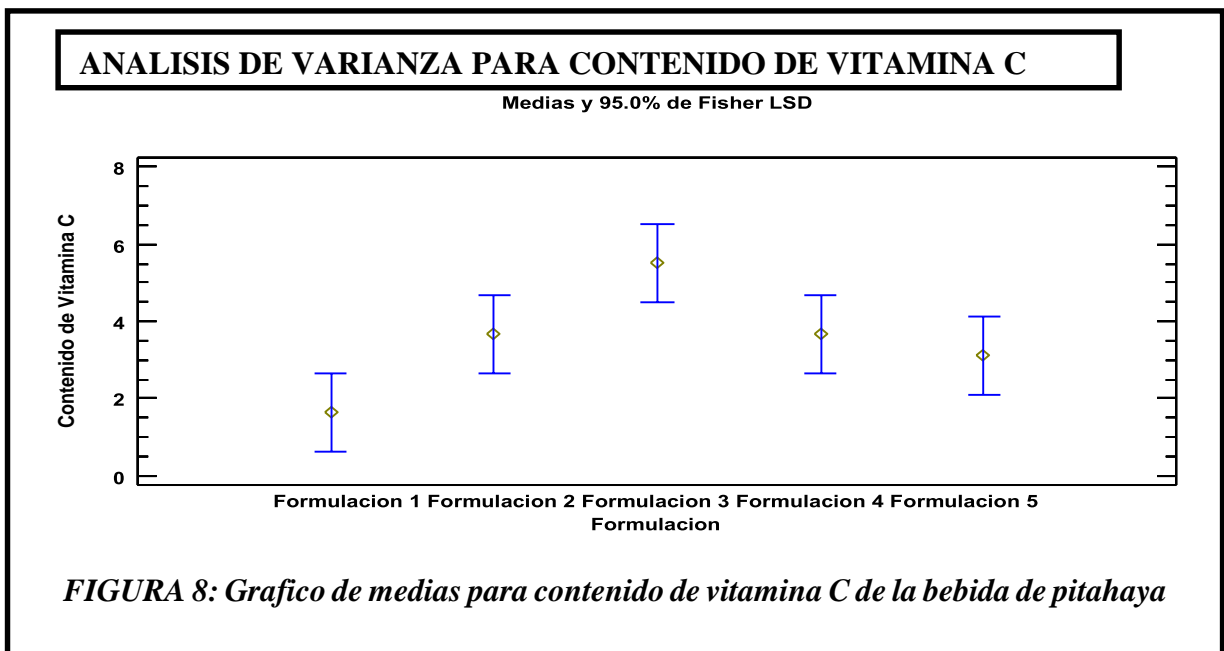 ANALISIS DE VARIANZA PARA CONTENIDO DE VITAMINA C
Medias y 95.0% de Fisher LSD
Contenido de Vitamina C
8
6
4
2
0
Formulacion 1 Formulacion 2 Formulacion 3 Formulacion 4 Formulacion 5
Formulacion
FIGURA 8: Grafico de medias para contenido de vitamina C de la bebida de pitahaya